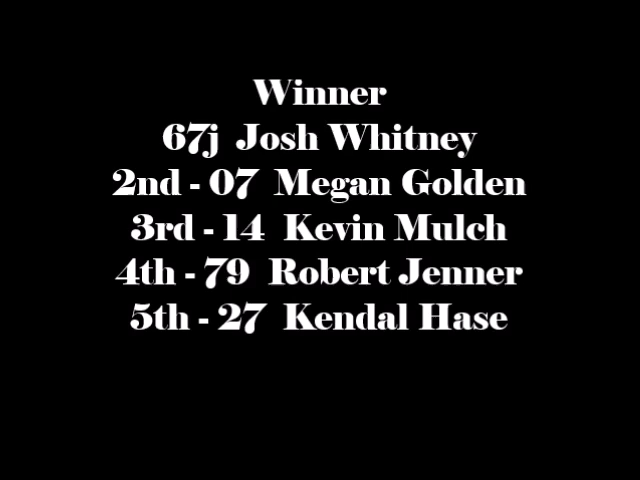 Winner
67j Josh Whitney
2nd - 07 Megan Golden
3rd - 14 Kevin Mulch
4th - 79 Robert Jenner
5th - 27 Kendal Hase